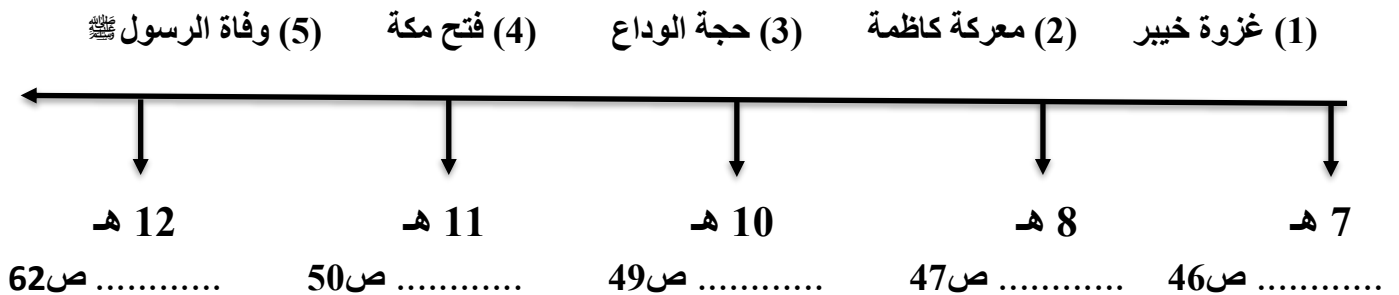 (1) غزوة خيبر (2) معركة كاظمة (3) حجة الوداع (4) فتح مكة (5) وفاة الرسول ﷺ
7 هـ 8 هـ 10 هـ 11 هـ 12 هـ
............ ص46 ............ ص47 ............ ص49 ............ ص50 ............ ص62